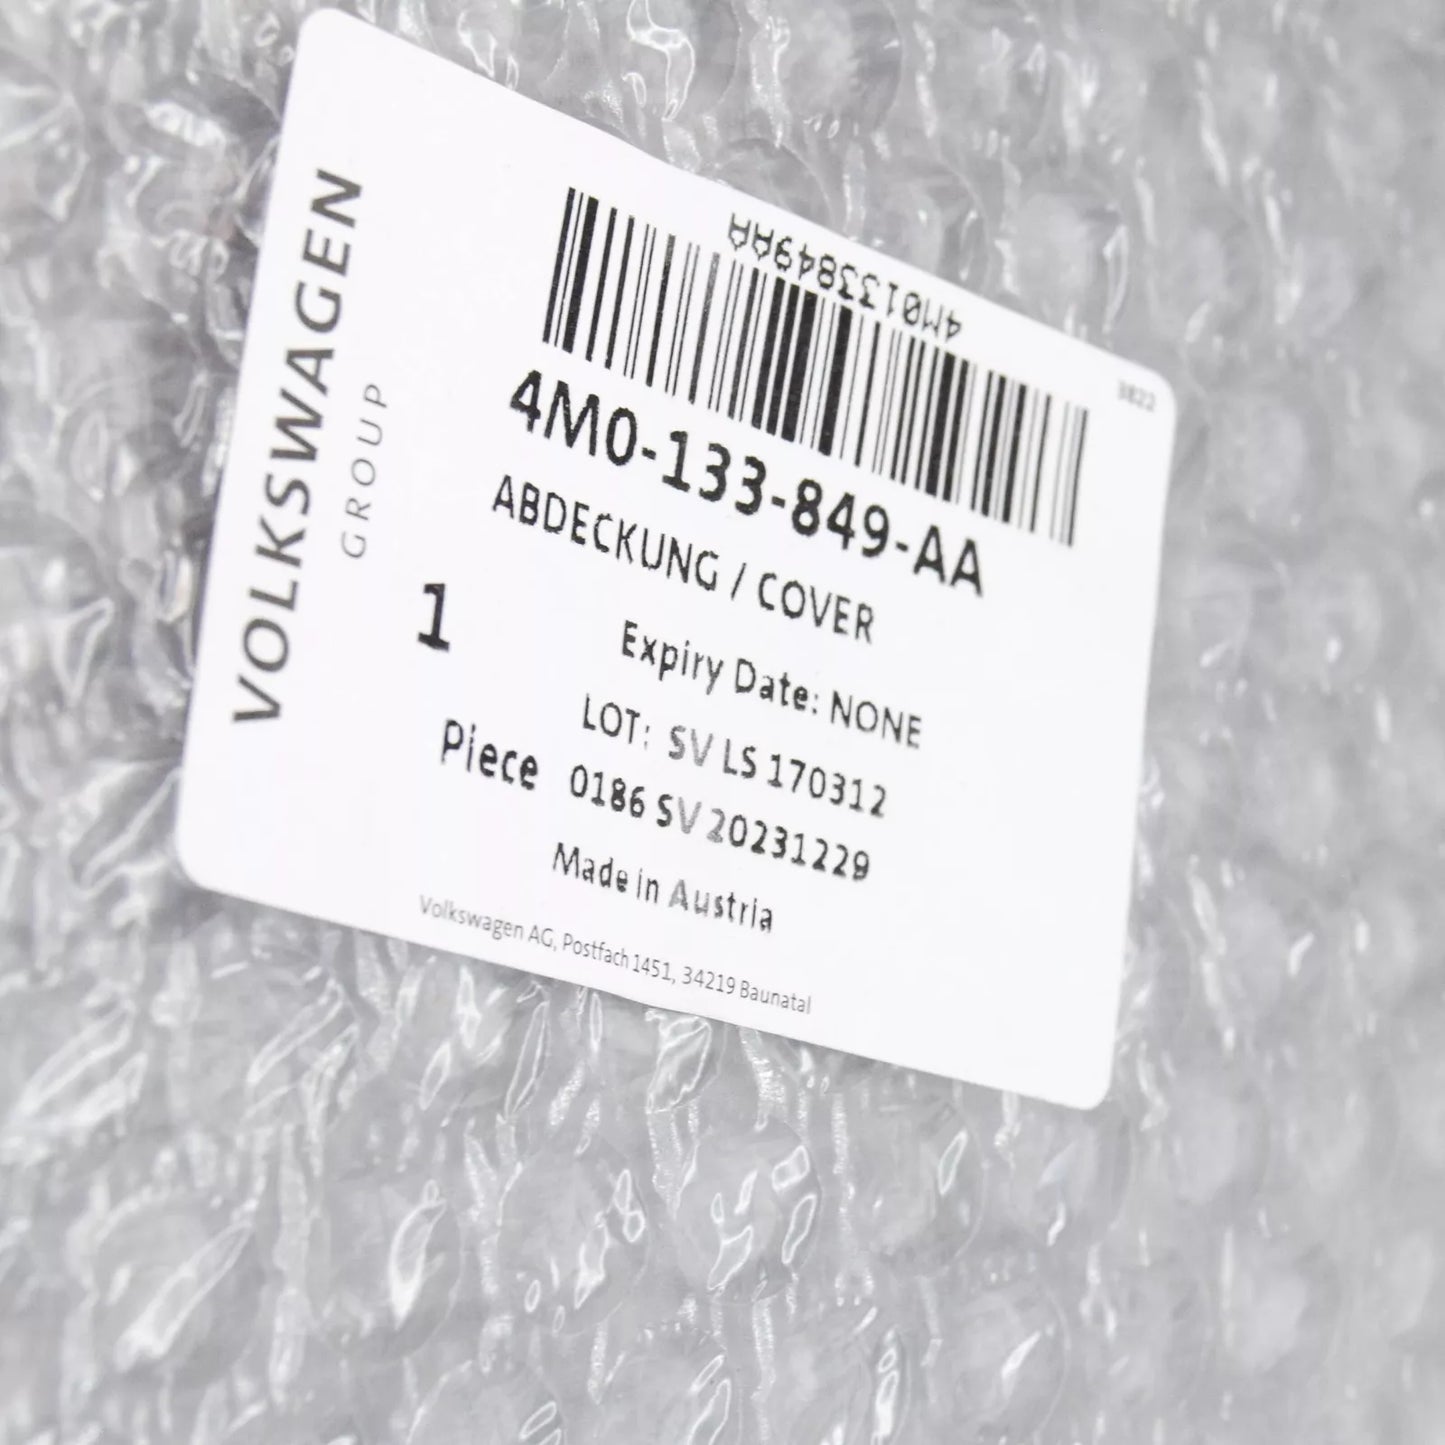 VOLKSWAGEN
GROUP
4M0133849AA
3822
4M0-133-849-AA
ABDECKUNG / COVER
1
Expiry Date: NONE
LOT: SV LS 170312
Piece 0186 SV 20231229
Made in Austria
Volkswagen AG, Postfach 1451, 34219 Baunatal